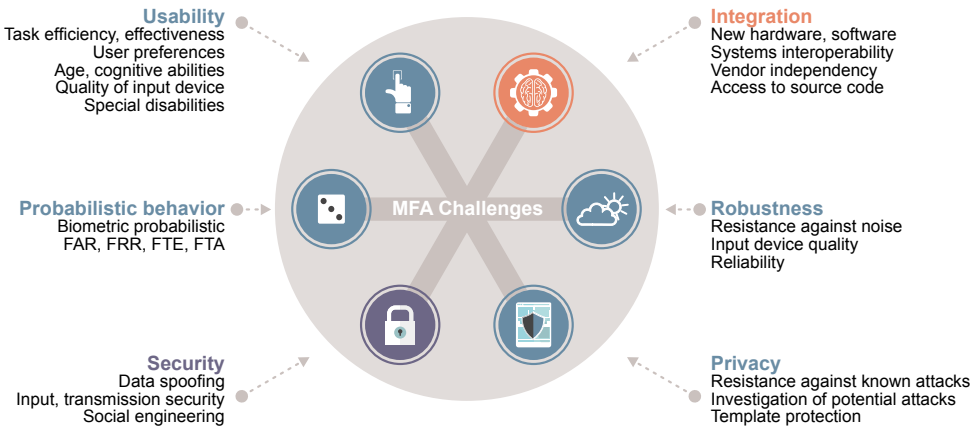 Usability
Task efficiency, effectiveness
User preferences
Age, cognitive abilities
Quality of input device
Special disabilities
Integration
New hardware, software
Systems interoperability
Vendor independency
Access to source code
Probabilistic behavior
Biometric probabilistic
FAR, FRR, FTE, FTA
MFA Challenges
Robustness
Resistance against noise
Input device quality
Reliability
Security
Data spoofing
Input, transmission security
Social engineering
Privacy
Resistance against known attacks
Investigation of potential attacks
Template protection